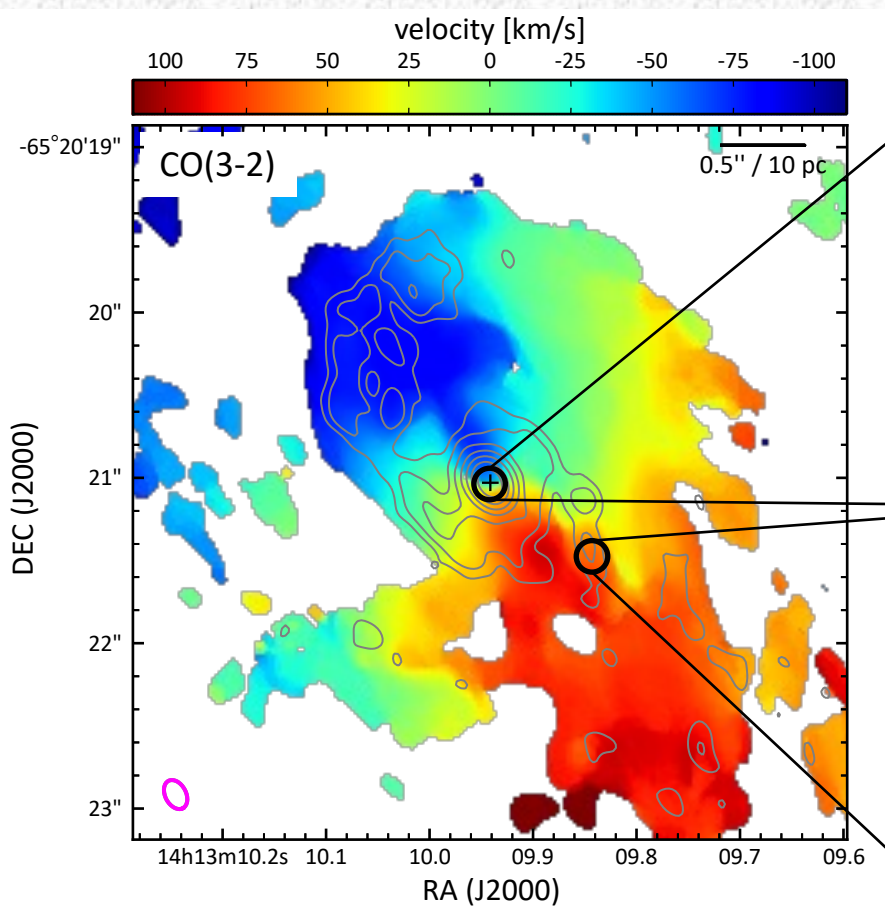 velocity [km/s]
100 75 50 25 0 -25 -50 -75 -100
-65°20'19"
CO(3-2)
0.5'' / 10 pc
20"
21"
DEC (J2000)
22"
23"
14h13m10.2s 10.1 10.0 09.9 09.8 09.7 09.6
RA (J2000)